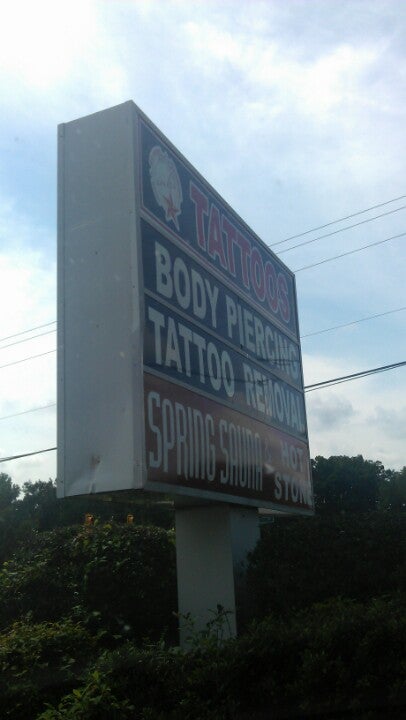 TATTOOS
BODY PIERCING
TATTOO REMOVAL
SPRING SAUNA
HOT
STONE